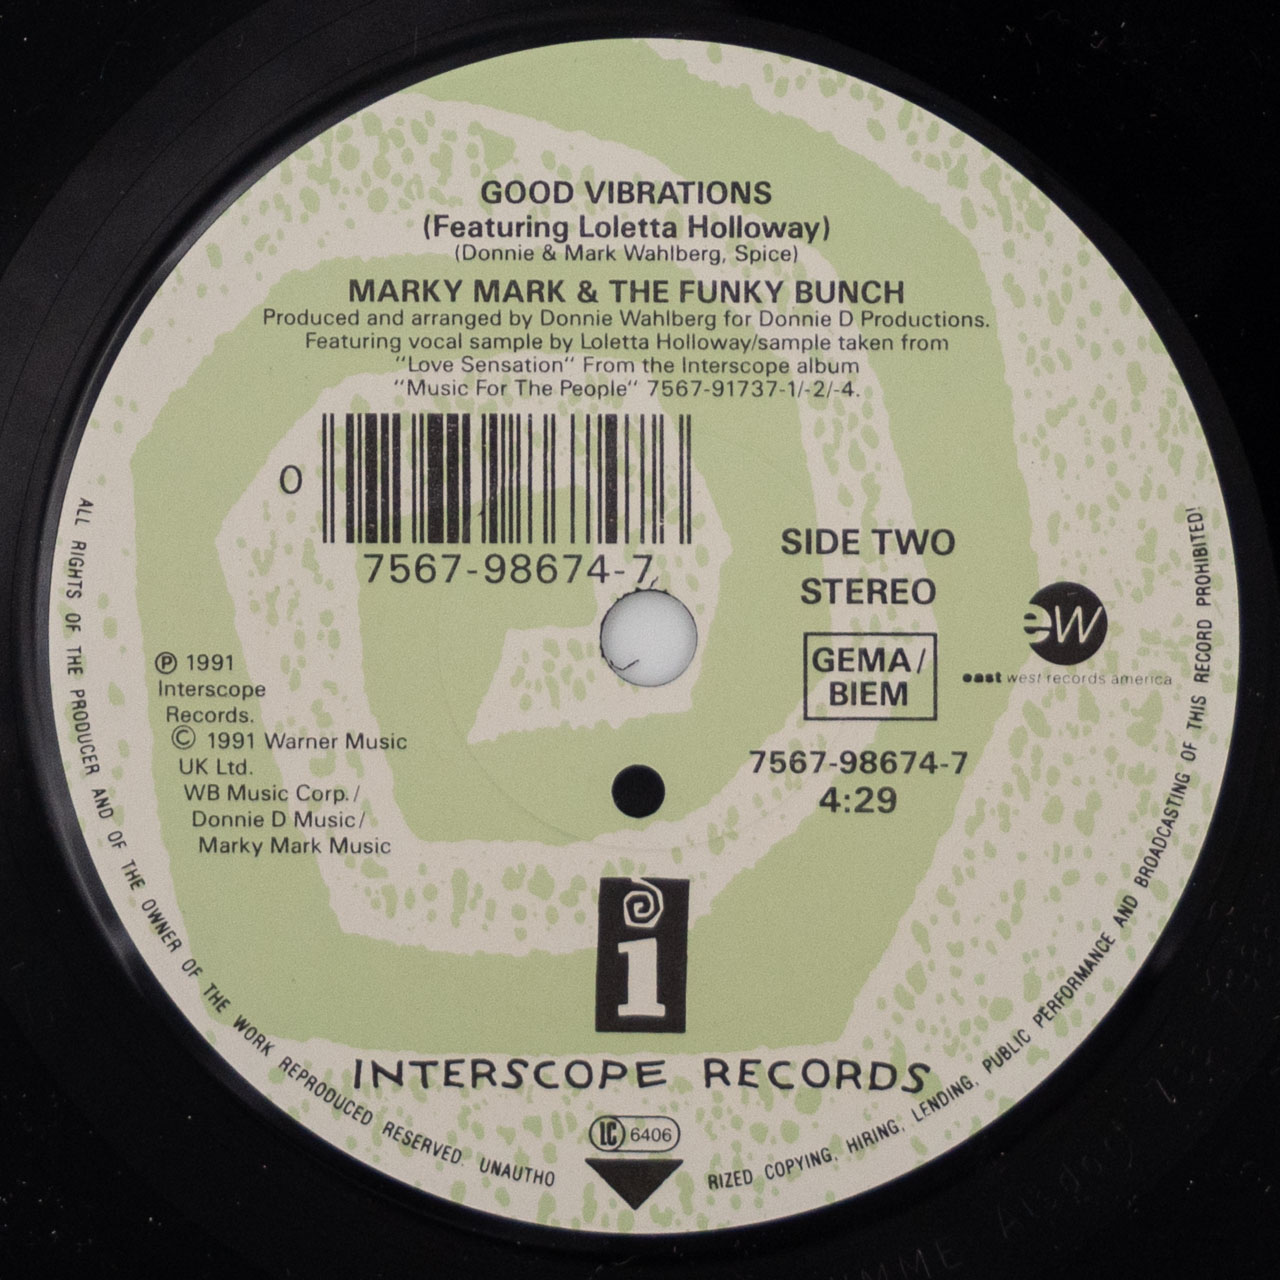 GOOD VIBRATIONS
(Featuring Loletta Holloway)
(Donnie & Mark Wahlberg, Spice)
MARKY MARK & THE FUNKY BUNCH
Produced and arranged by Donnie Wahlberg for Donnie D Productions.
Featuring vocal sample by Loletta Holloway/sample taken from
"Love Sensation" From the Interscope album
"Music For The People" 7567-91737-1/-2/-4.
0
7567-98674-7
SIDE TWO
STEREO
GEMA/
BIEM
7567-98674-7
4:29
ew
east west records america
℗ 1991
Interscope
Records.
© 1991 Warner Music
UK Ltd.
WB Music Corp./
Donnie D Music/
Marky Mark Music
i
INTERSCOPE RECORDS
LC 6406
ALL RIGHTS OF THE PRODUCER AND OF THE OWNER OF THE WORK REPRODUCED RESERVED. UNAUTHO
RIZED COPYING, HIRING, LENDING, PUBLIC PERFORMANCE AND BROADCASTING OF THIS RECORD PROHIBITED!